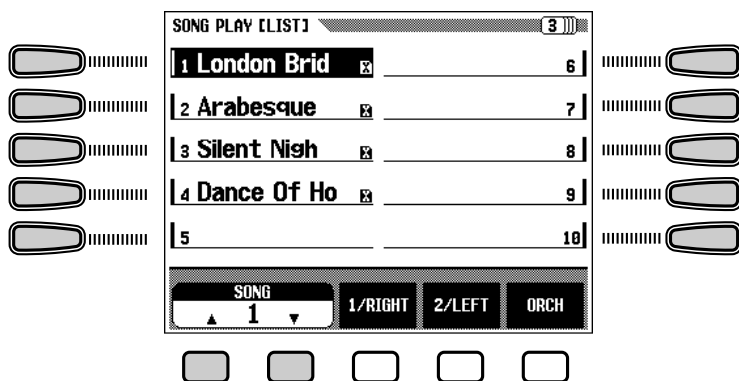 SONG PLAY [LIST] 3
1 London Brid X 6
2 Arabesque X 7
3 Silent Nigh X 8
4 Dance Of Ho X 9
5 10
SONG
▲ 1 ▼ 1/RIGHT 2/LEFT ORCH